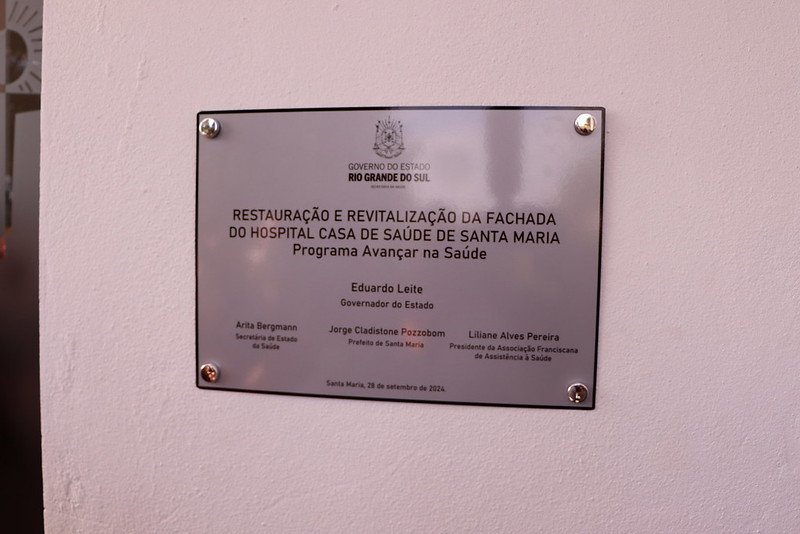 GOVERNO DO ESTADO
RIO GRANDE DO SUL
SECRETARIA DA SAÚDE
RESTAURAÇÃO E REVITALIZAÇÃO DA FACHADA
DO HOSPITAL CASA DE SAÚDE DE SANTA MARIA
Programa Avançar na Saúde
Eduardo Leite
Governador do Estado
Arita Bergmann
Secretária de Estado
da Saúde
Jorge Cladistone Pozzobom
Prefeito de Santa Maria
Liliane Alves Pereira
Presidente da Associação Franciscana
de Assistência à Saúde
Santa Maria, 28 de setembro de 2024.